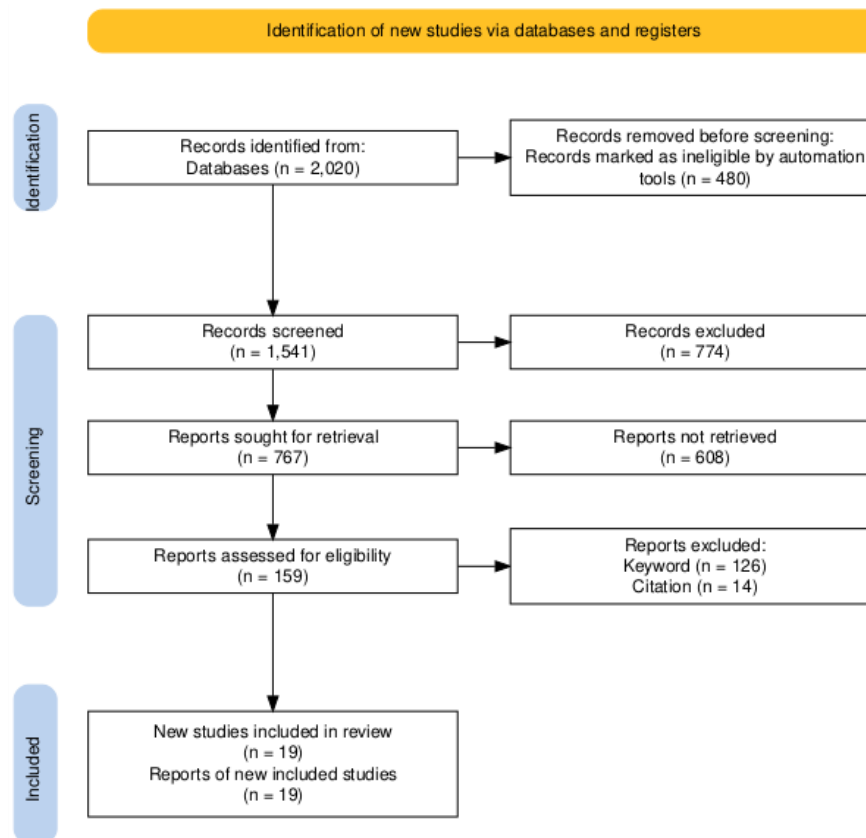 Identification of new studies via databases and registers
Identification
Records identified from:
Databases (n = 2,020)
Records removed before screening:
Records marked as ineligible by automation
tools (n = 480)
Screening
Records screened
(n = 1,541)
Records excluded
(n = 774)
Reports sought for retrieval
(n = 767)
Reports not retrieved
(n = 608)
Reports assessed for eligibility
(n = 159)
Reports excluded:
Keyword (n = 126)
Citation (n = 14)
Included
New studies included in review
(n = 19)
Reports of new included studies
(n = 19)